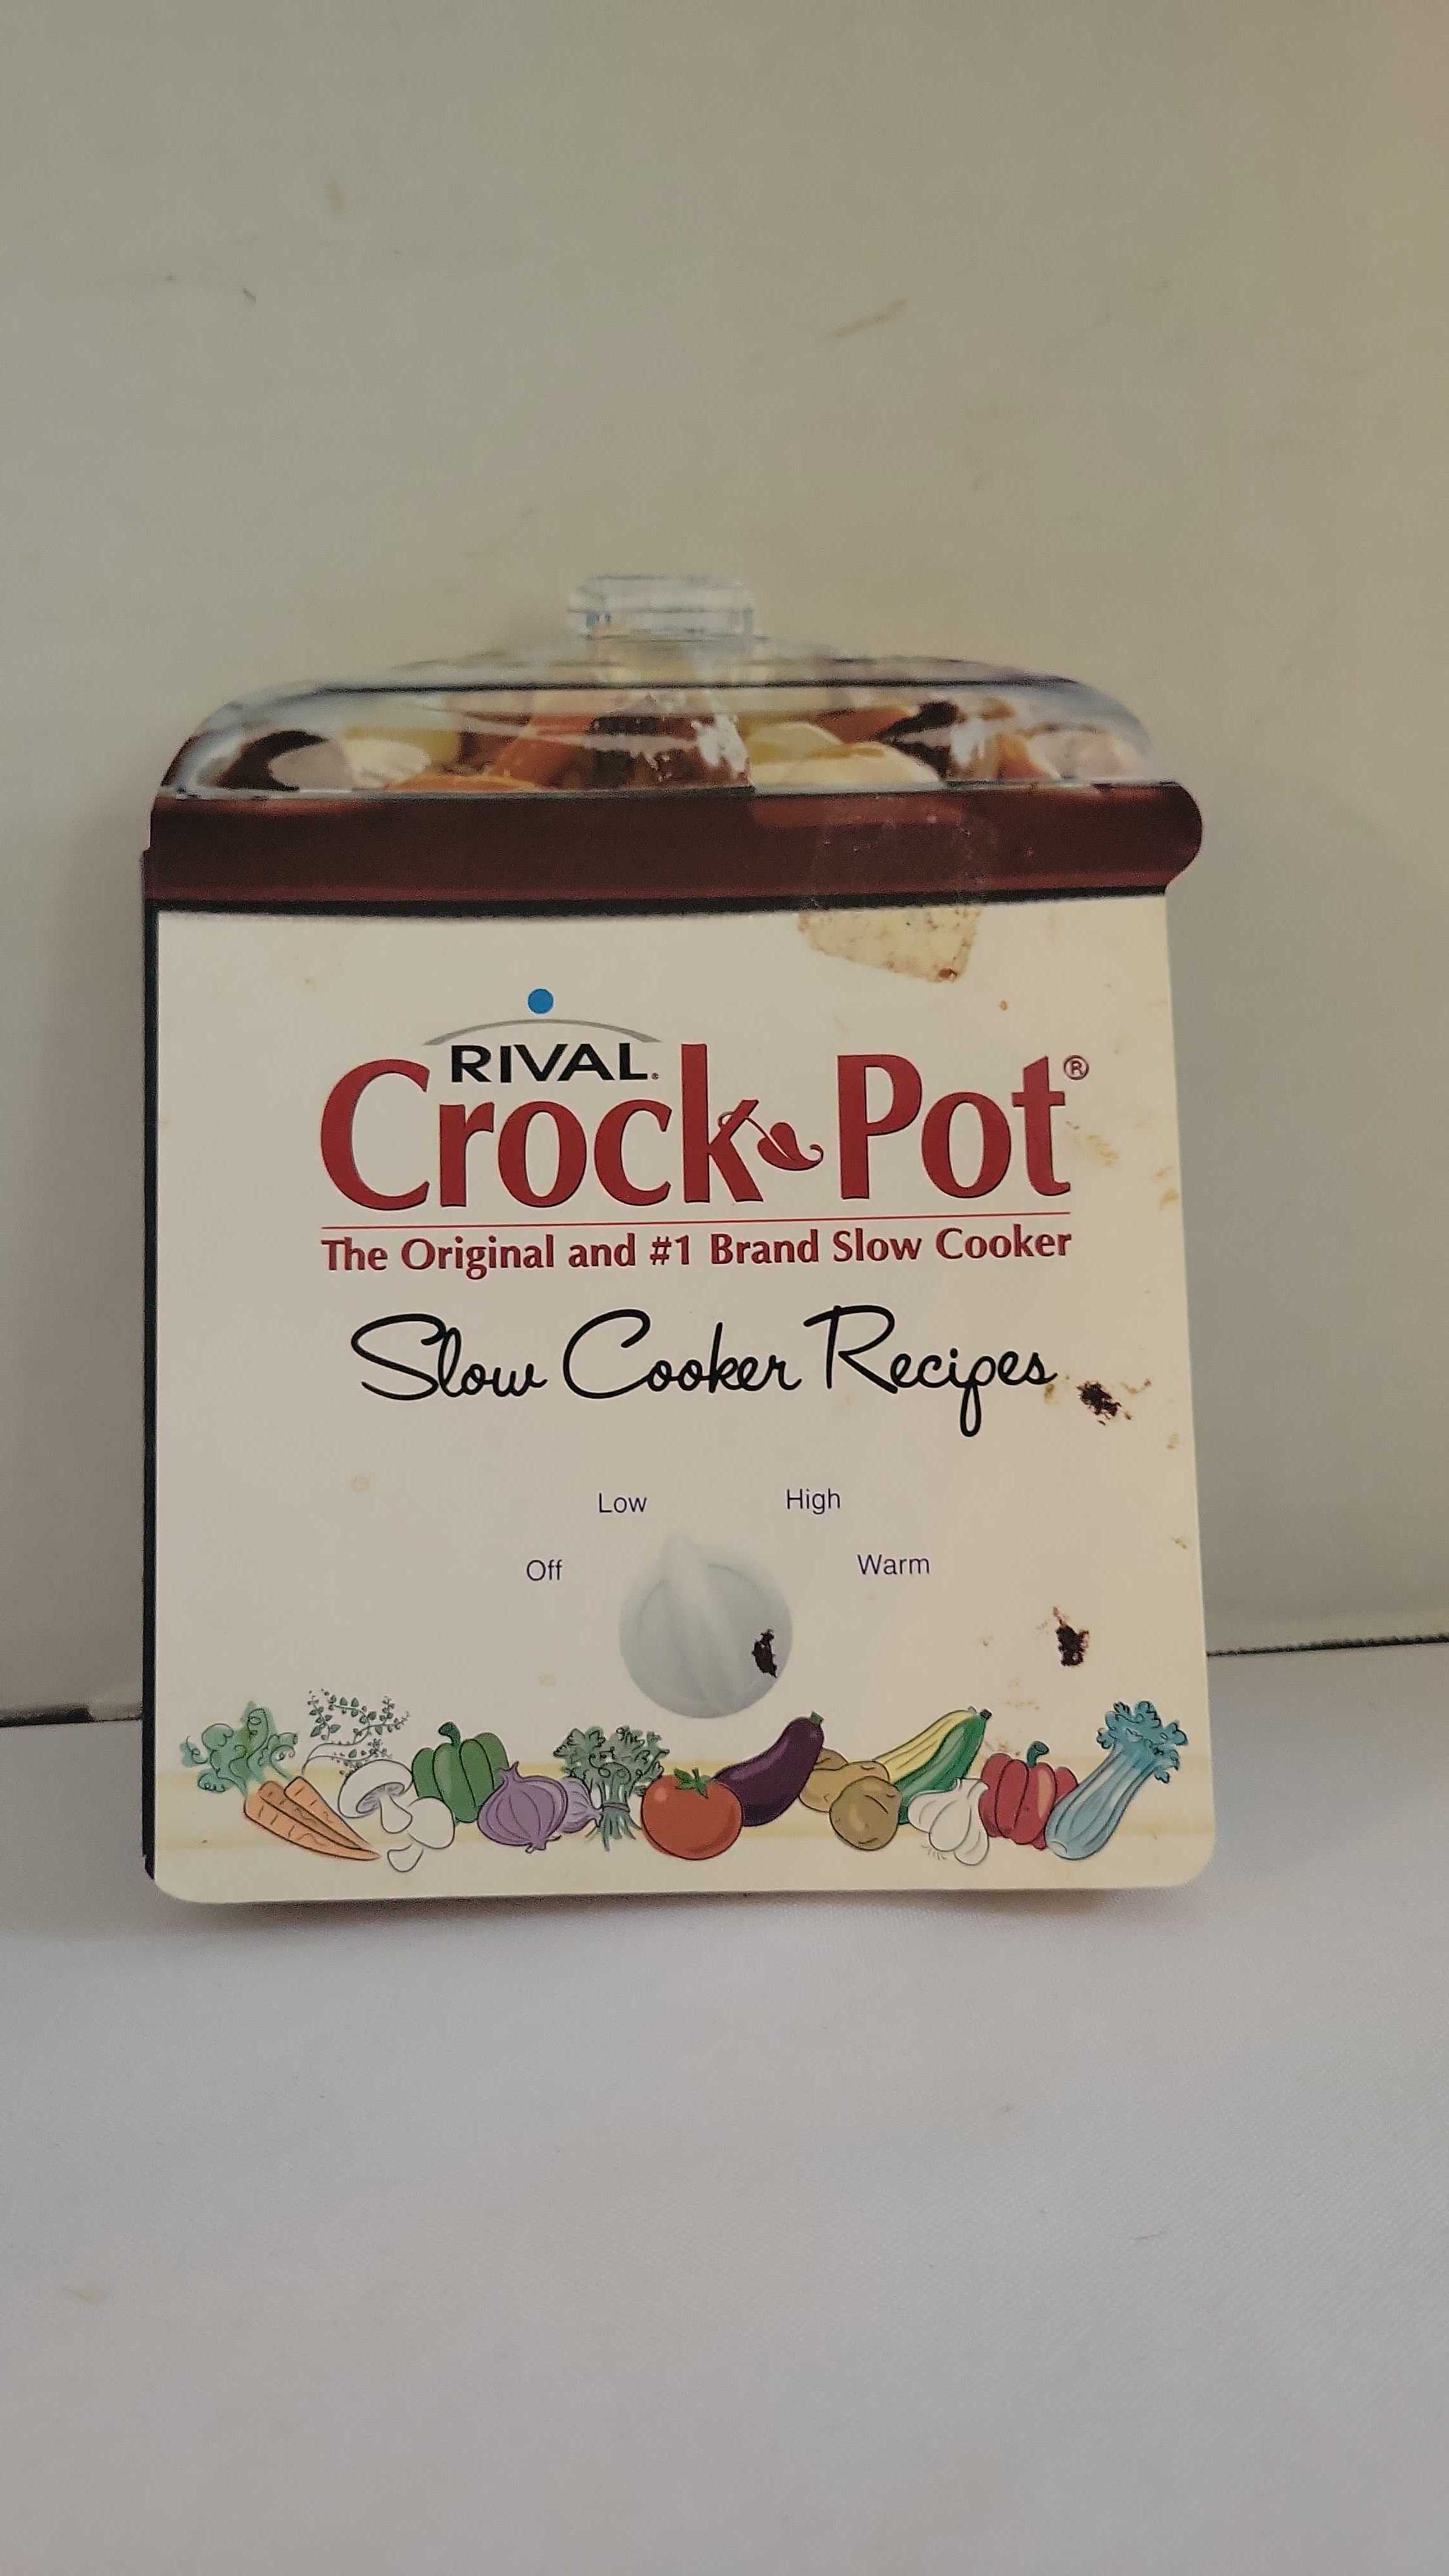 RIVAL®
Crock-Pot®
The Original and #1 Brand Slow Cooker
Slow Cooker Recipes
Low High
Off Warm